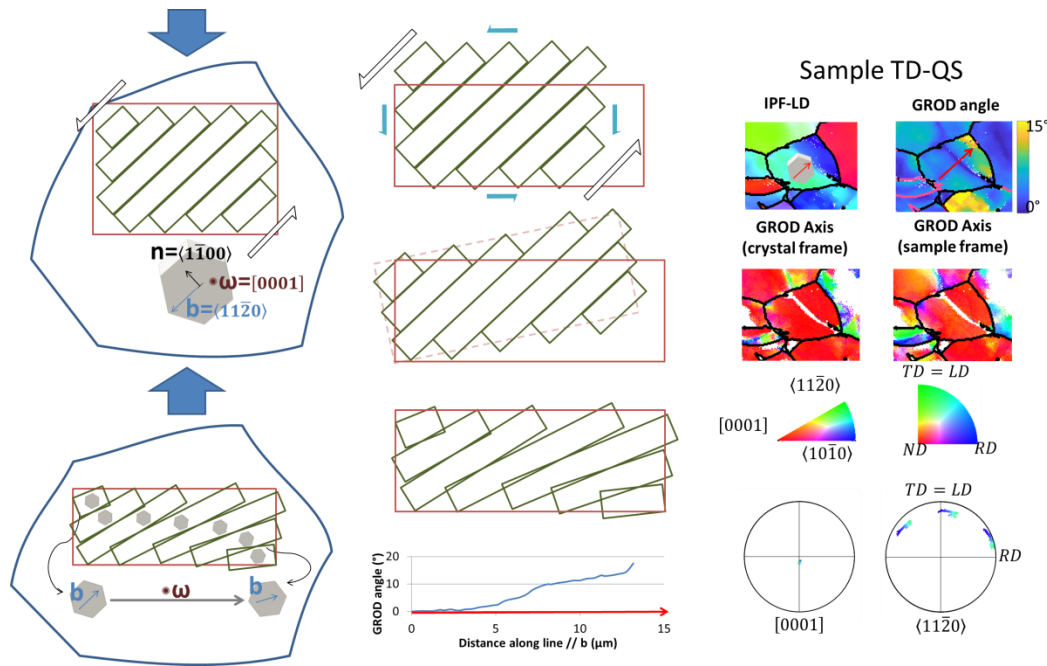 n=⟨11̅00⟩
ω=[0001]
b=⟨112̅0⟩
b
ω
b
GROD angle (°)
20
10
0
0
5
10
15
Distance along line // b (μm)
Sample TD-QS
IPF-LD
GROD angle
15°
0°
GROD Axis
(crystal frame)
GROD Axis
(sample frame)
⟨112̅0⟩
[0001]
⟨101̅0⟩
TD = LD
ND
RD
TD = LD
RD
[0001]
⟨112̅0⟩